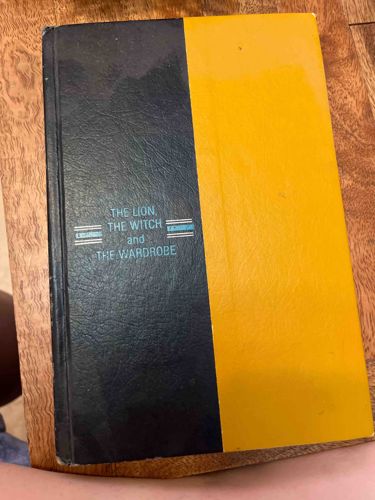 THE LION,
THE WITCH
and
THE WARDROBE